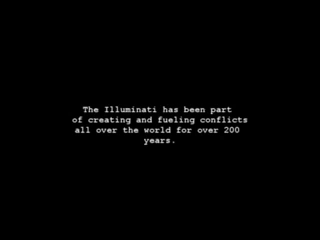 The Illuminati has been part
of creating and fueling conflicts
all over the world for over 200
years.